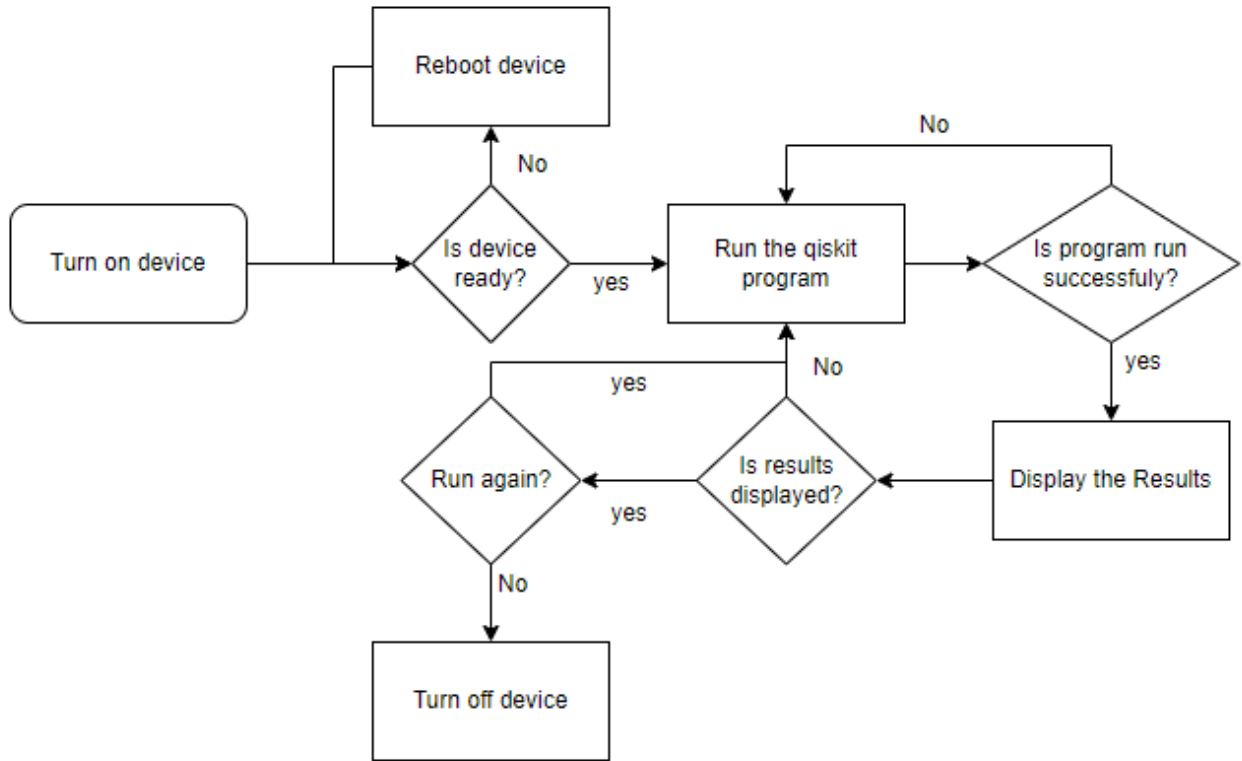 Reboot device
No
No
Turn on device
Is device
ready?
yes
Run the qiskit
program
Is program run
successfuly?
yes
No
yes
Run again?
yes
Is results
displayed?
Display the Results
No
Turn off device